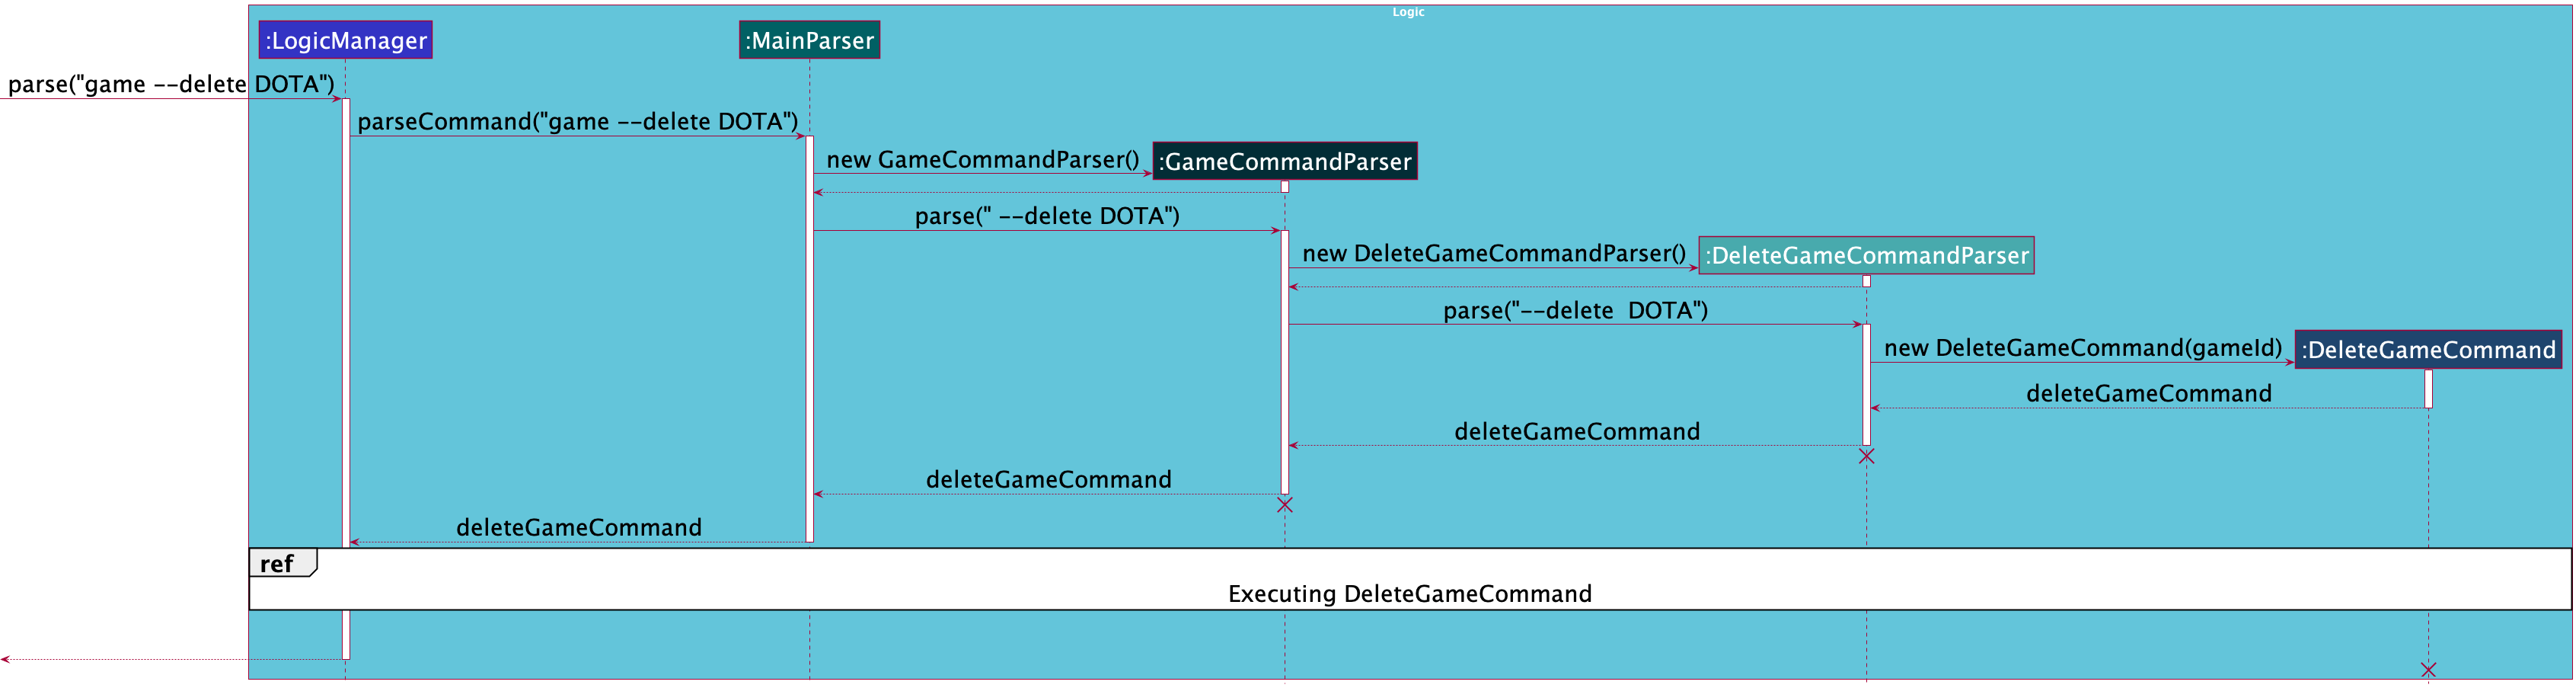 Logic
:LogicManager
:MainParser
parse("game --delete DOTA")
parseCommand("game --delete DOTA")
new GameCommandParser()
:GameCommandParser
parse(" --delete DOTA")
new DeleteGameCommandParser()
:DeleteGameCommandParser
parse("--delete  DOTA")
new DeleteGameCommand(gameId)
:DeleteGameCommand
deleteGameCommand
deleteGameCommand
deleteGameCommand
deleteGameCommand
ref
Executing DeleteGameCommand